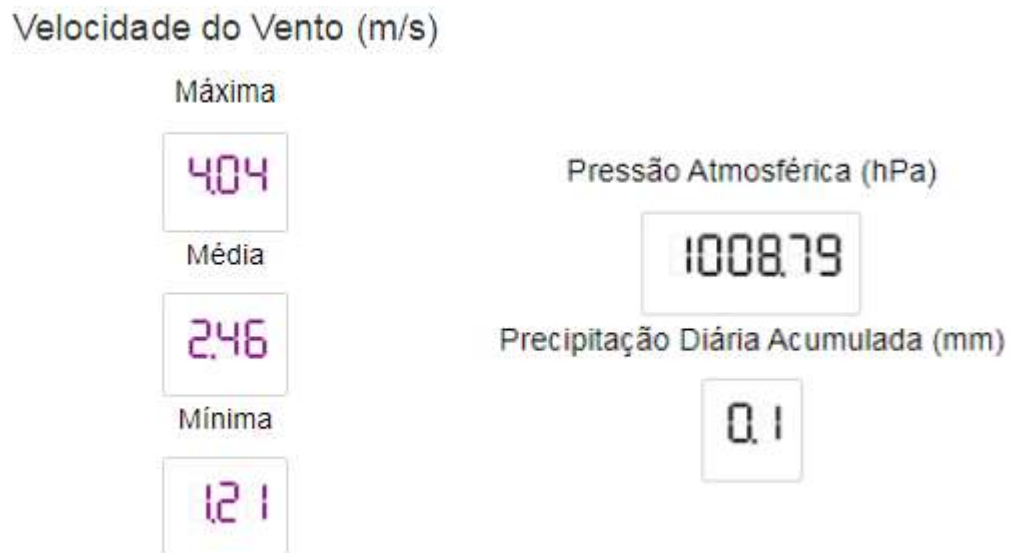 Velocidade do Vento (m/s)
Máxima
4.04
Média
2.46
Mínima
1.21
Pressão Atmosférica (hPa)
1008.79
Precipitação Diária Acumulada (mm)
0.1